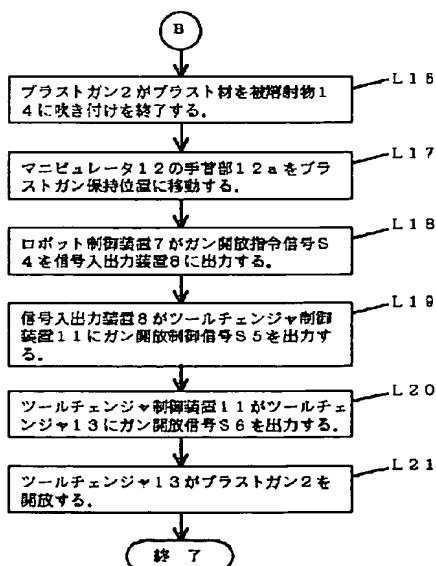 B
L16
ブラストガン2がブラスト材を被溶射物1
4に吹き付けを終了する。
L17
マニピュレータ12の手首部12aをブラ
ストガン保持位置に移動する。
L18
ロボット制御装置7がガン開放指令信号S
4を信号入出力装置8に出力する。
L19
信号入出力装置8がツールチェンジャ制御
装置11にガン開放制御信号S5を出力す
る。
L20
ツールチェンジャ制御装置11がツールチェ
ンジャ13にガン開放信号S6を出力する。
L21
ツールチェンジャ13がブラストガン2を
開放する。
終 了